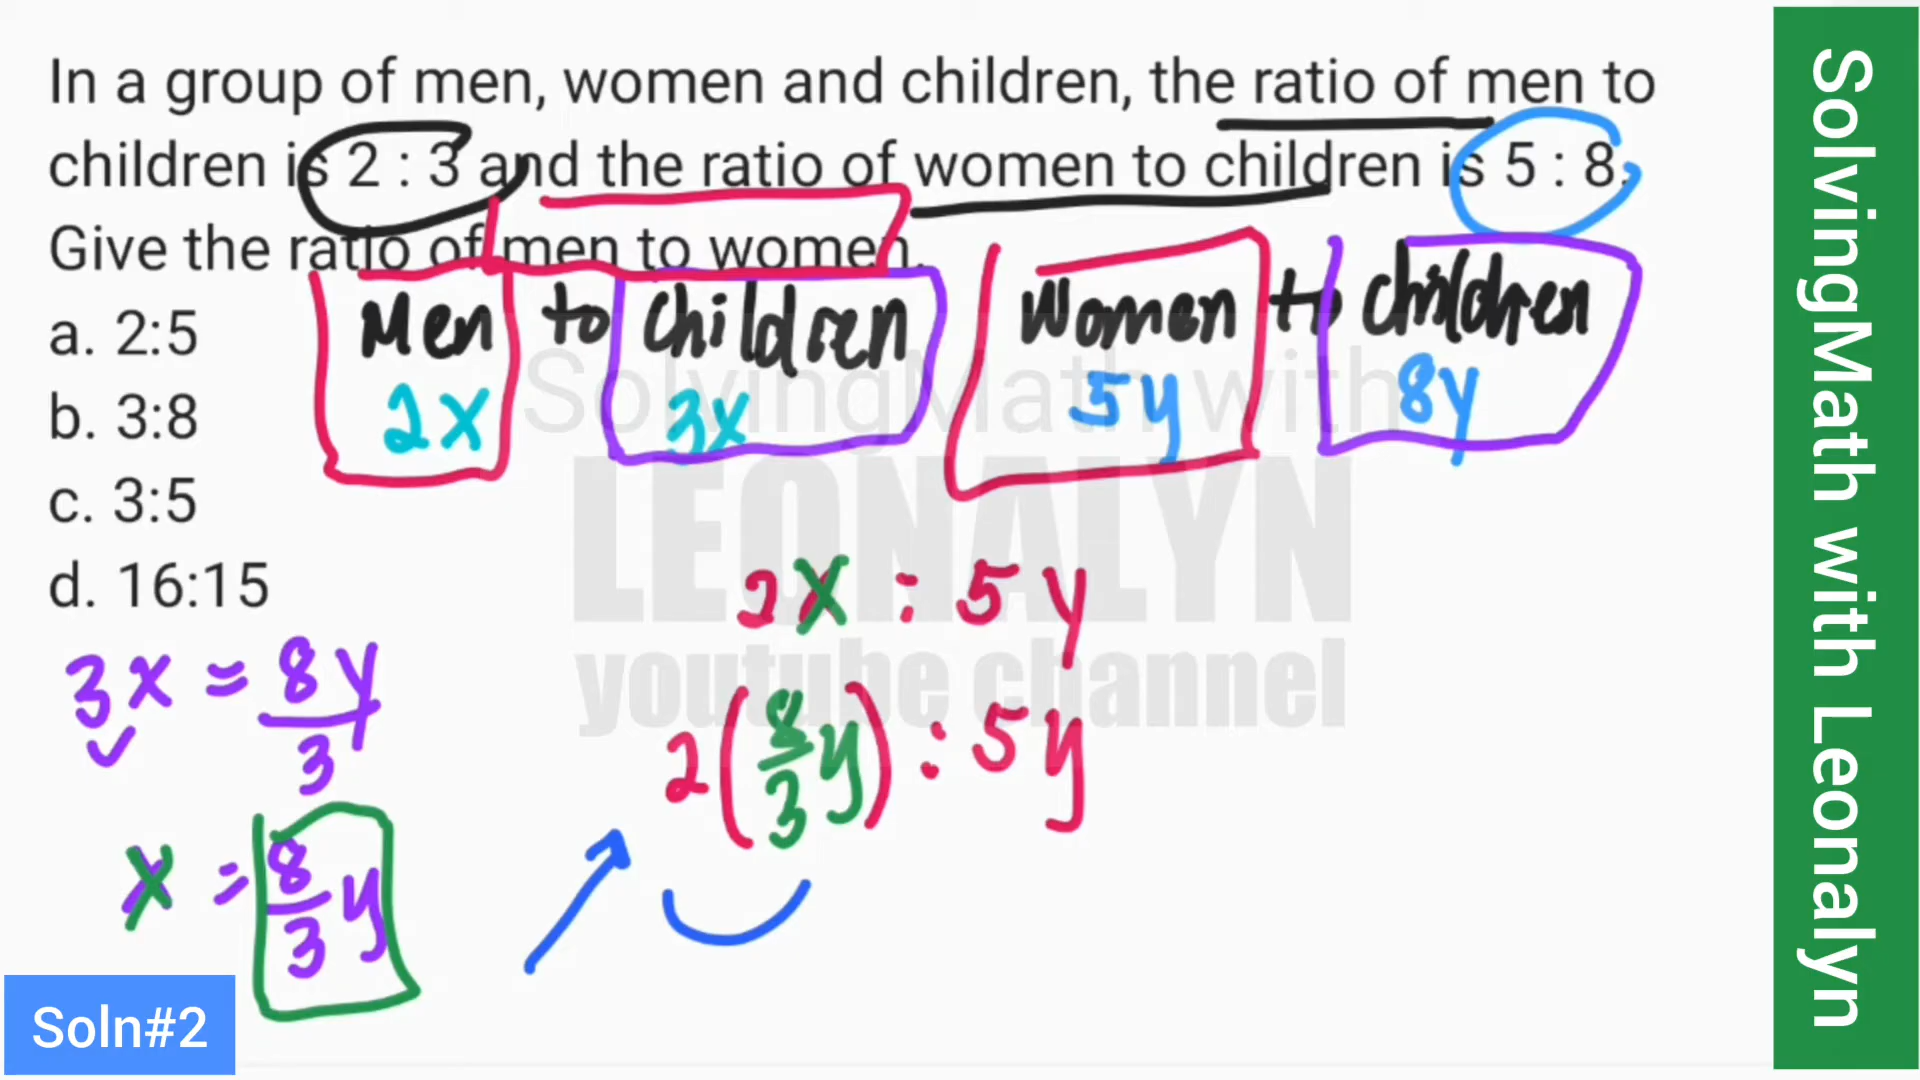 In a group of men, women and children, the ratio of men to
children is 2 : 3 and the ratio of women to children is 5 : 8.
Give the ratio of men to women.
a. 2:5
b. 3:8
c. 3:5
d. 16:15
Men to children
2x 3x
Women to children
5y 8y
SolvingMath with
LEONALYN
youtube channel
2x : 5y
2(8/3 y) : 5y
3x = 8y/3
x = 8/3 y
Soln#2
SolvingMath with Leonalyn